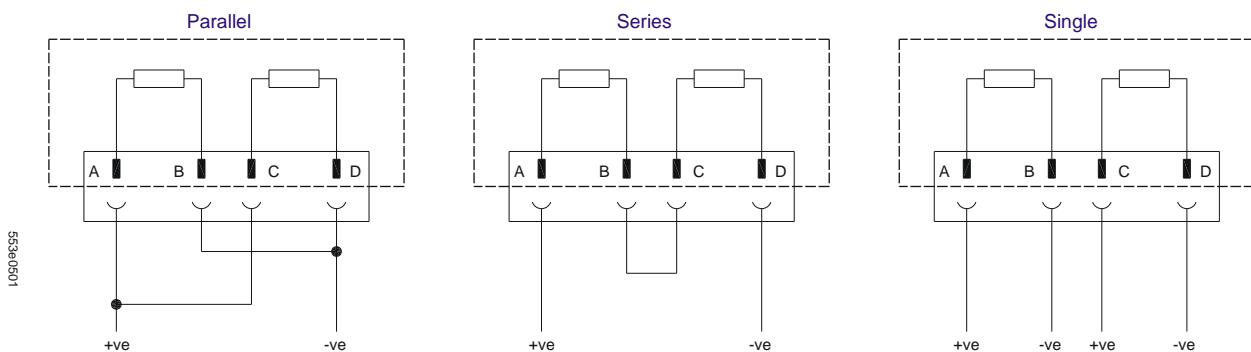 Parallel Series Single
A B C D A B C D A B C D
553e0501
+ve -ve +ve -ve +ve -ve +ve -ve